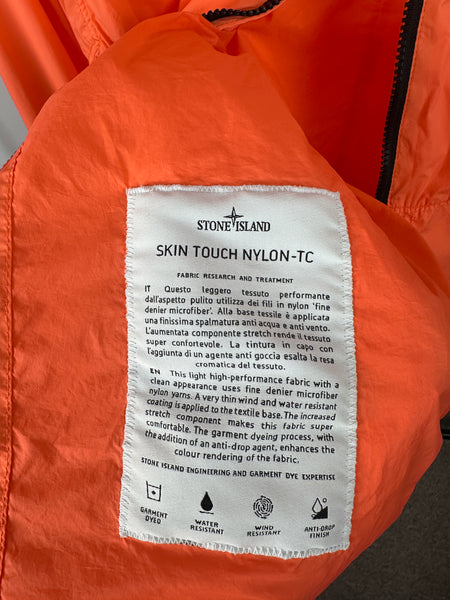 STONE ISLAND
SKIN TOUCH NYLON-TC
FABRIC RESEARCH AND TREATMENT
IT Questo leggero tessuto performante
dall'aspetto pulito utilizza dei fili in nylon 'fine
denier microfiber'. Alla base tessile è applicata
una finissima spalmatura anti acqua e anti vento.
L'aumentata componente stretch rende il tessuto
super confortevole. La tintura in capo con
l'aggiunta di un agente anti goccia esalta la resa
cromatica del tessuto.
EN This light high-performance fabric with a
clean appearance uses fine denier microfiber
nylon yarns. A very thin wind and water resistant
coating is applied to the textile base. The increased
stretch component makes this fabric super
comfortable. The garment dyeing process, with
the addition of an anti-drop agent, enhances the
colour rendering of the fabric.
STONE ISLAND ENGINEERING AND GARMENT DYE EXPERTISE
GARMENT
DYED
WATER
RESISTANT
WIND
RESISTANT
ANTI-DROP
FINISH